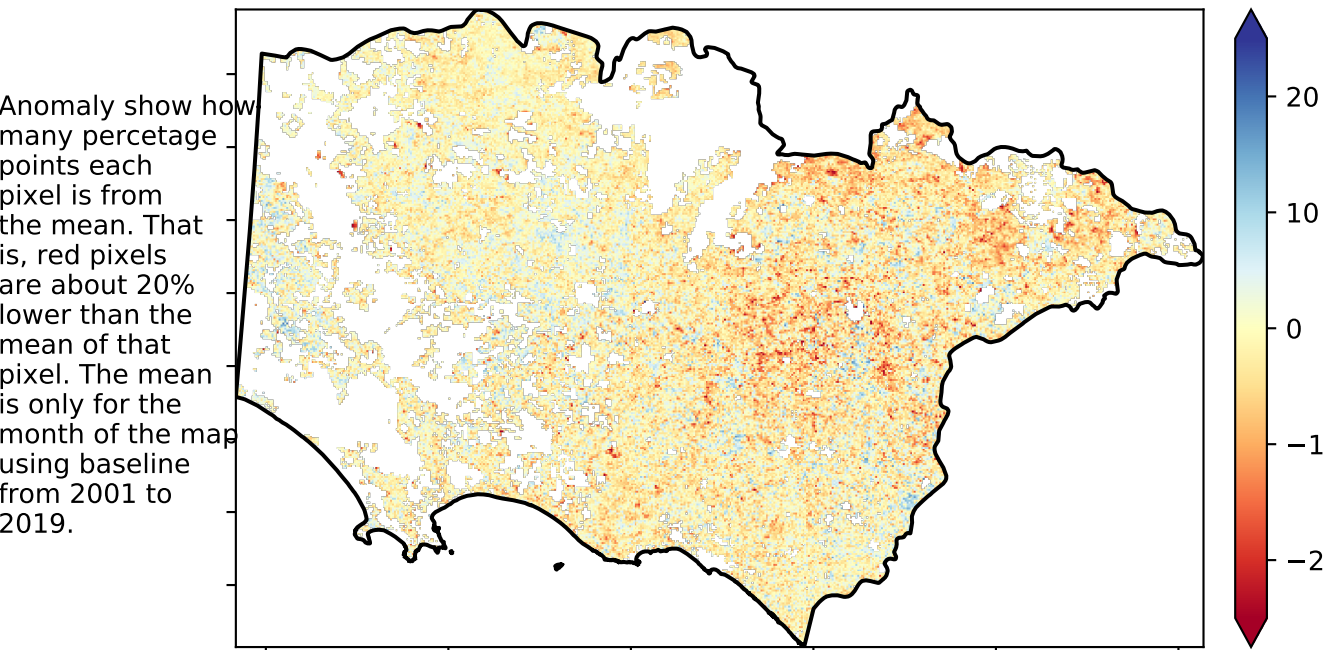 Anomaly show how
many percetage
points each
pixel is from
the mean. That
is, red pixels
are about 20%
lower than the
mean of that
pixel. The mean
is only for the
month of the map
using baseline
from 2001 to
2019.
20
10
0
−1
−2